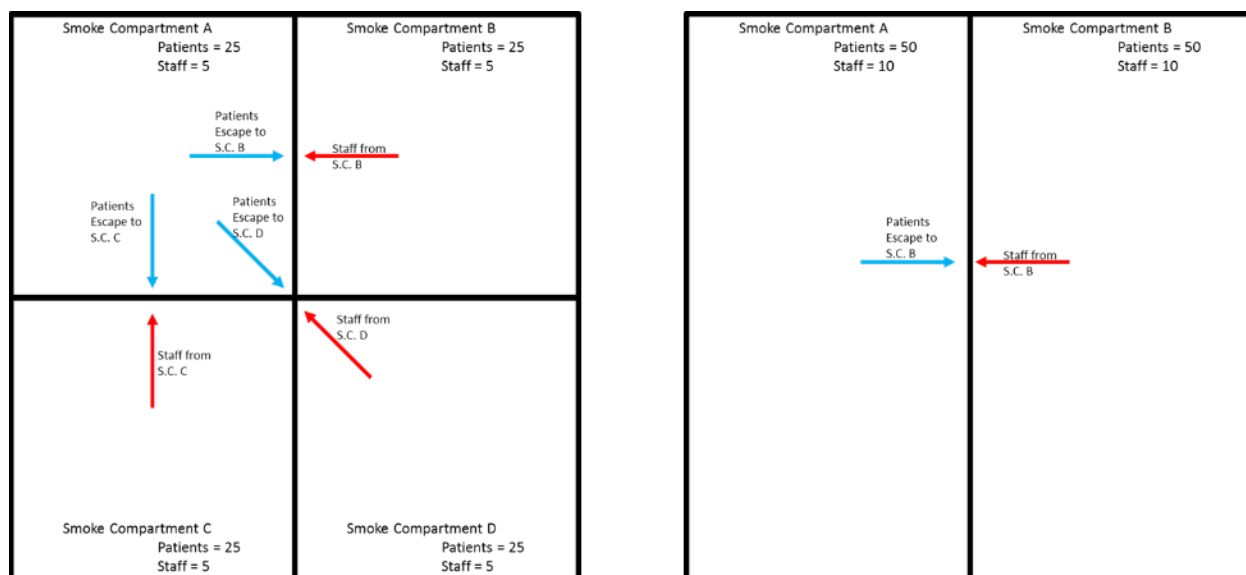 Smoke Compartment A
Patients = 25
Staff = 5
Smoke Compartment B
Patients = 25
Staff = 5
Patients
Escape to
S.C. B
Staff from
S.C. B
Patients
Escape to
S.C. C
Patients
Escape to
S.C. D
Staff from
S.C. C
Staff from
S.C. D
Smoke Compartment C
Patients = 25
Staff = 5
Smoke Compartment D
Patients = 25
Staff = 5
Smoke Compartment A
Patients = 50
Staff = 10
Smoke Compartment B
Patients = 50
Staff = 10
Patients
Escape to
S.C. B
Staff from
S.C. B